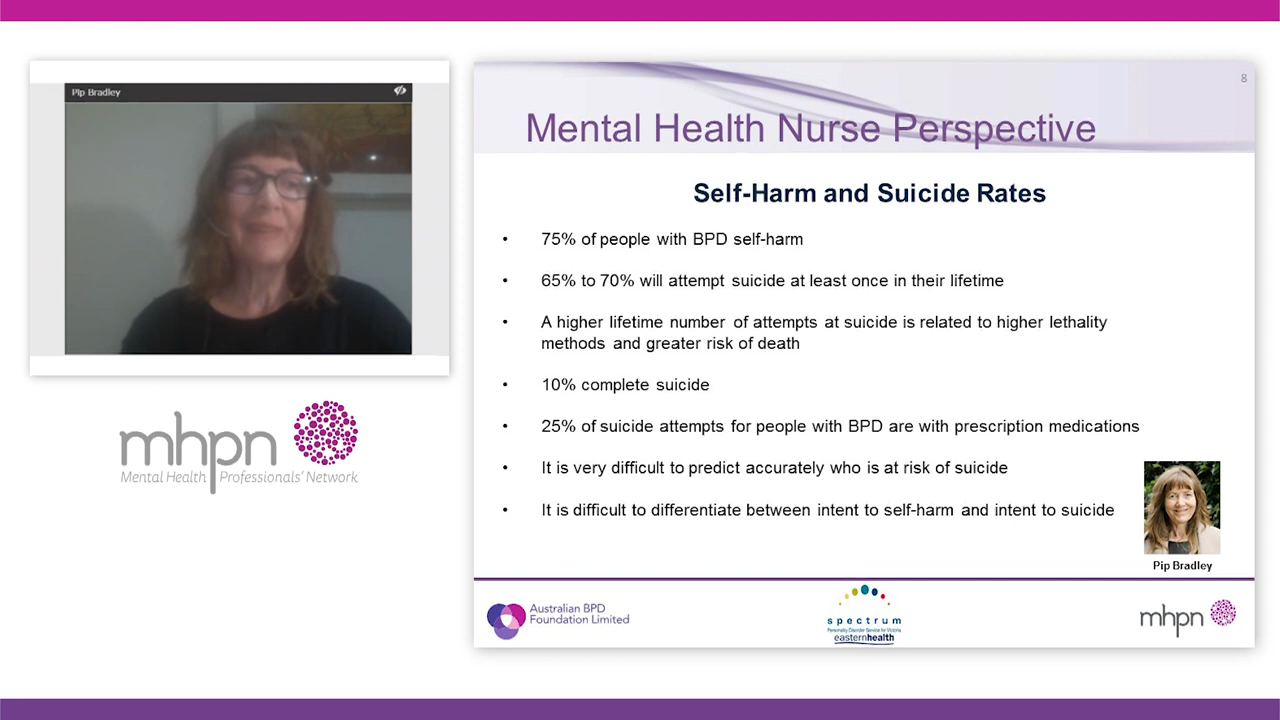 Pip Bradley
mhpn
Mental Health Professionals' Network
8
Mental Health Nurse Perspective
Self-Harm and Suicide Rates
• 75% of people with BPD self-harm
• 65% to 70% will attempt suicide at least once in their lifetime
• A higher lifetime number of attempts at suicide is related to higher lethality
methods and greater risk of death
• 10% complete suicide
• 25% of suicide attempts for people with BPD are with prescription medications
• It is very difficult to predict accurately who is at risk of suicide
• It is difficult to differentiate between intent to self-harm and intent to suicide
Pip Bradley
Australian BPD
Foundation Limited
spectrum
Personality Disorder Service for Victoria
easternhealth
mhpn